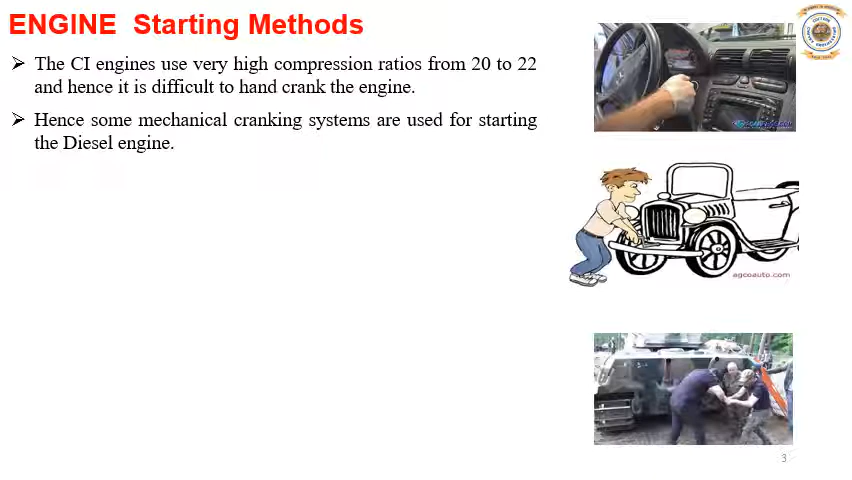 ENGINE Starting Methods
➢ The CI engines use very high compression ratios from 20 to 22
and hence it is difficult to hand crank the engine.
➢ Hence some mechanical cranking systems are used for starting
the Diesel engine.
agcoauto.com
3